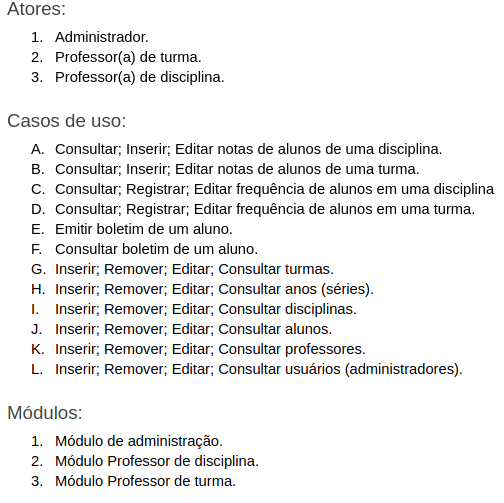 Atores:
1. Administrador.
2. Professor(a) de turma.
3. Professor(a) de disciplina.
Casos de uso:
A. Consultar; Inserir; Editar notas de alunos de uma disciplina.
B. Consultar; Inserir; Editar notas de alunos de uma turma.
C. Consultar; Registrar; Editar frequência de alunos em uma disciplina
D. Consultar; Registrar; Editar frequência de alunos em uma turma.
E. Emitir boletim de um aluno.
F. Consultar boletim de um aluno.
G. Inserir; Remover; Editar; Consultar turmas.
H. Inserir; Remover; Editar; Consultar anos (séries).
I. Inserir; Remover; Editar; Consultar disciplinas.
J. Inserir; Remover; Editar; Consultar alunos.
K. Inserir; Remover; Editar; Consultar professores.
L. Inserir; Remover; Editar; Consultar usuários (administradores).
Módulos:
1. Módulo de administração.
2. Módulo Professor de disciplina.
3. Módulo Professor de turma.